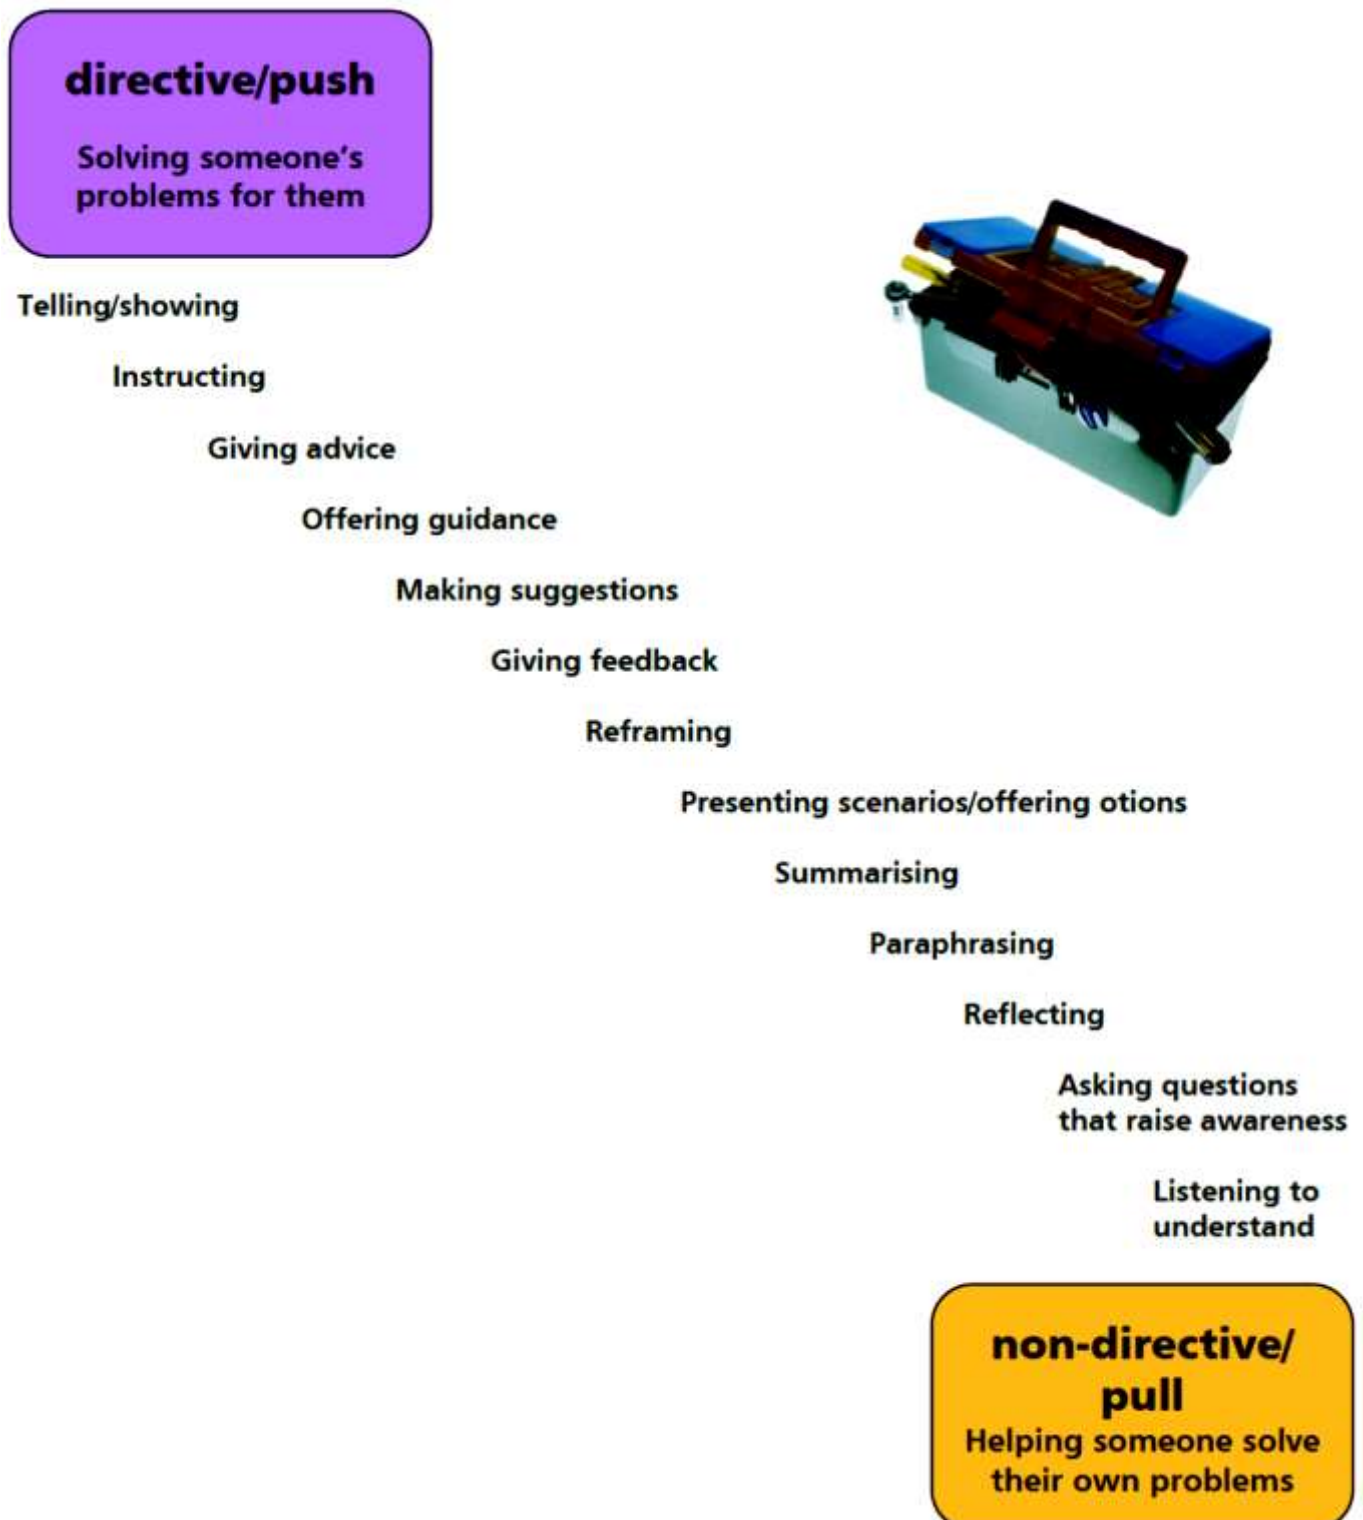 directive/push
Solving someone's
problems for them
Telling/showing
Instructing
Giving advice
Offering guidance
Making suggestions
Giving feedback
Reframing
Presenting scenarios/offering otions
Summarising
Paraphrasing
Reflecting
Asking questions
that raise awareness
Listening to
understand
non-directive/
pull
Helping someone solve
their own problems